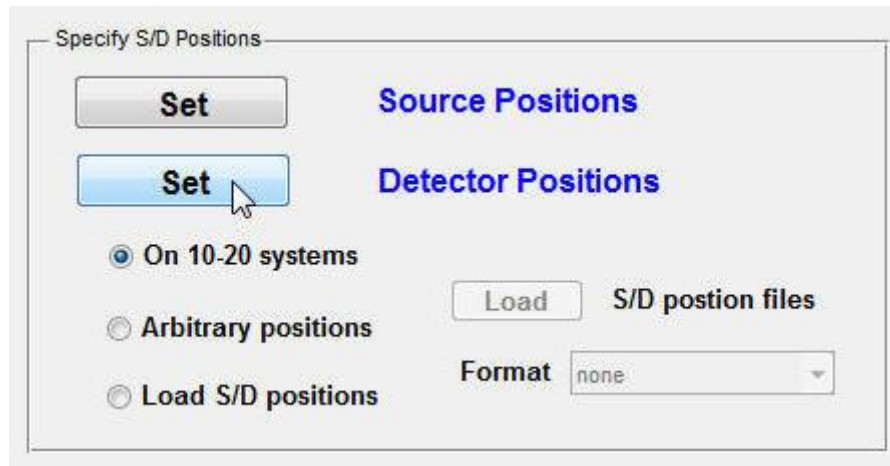 Specify S/D Positions
Set Source Positions
Set Detector Positions
On 10-20 systems
Load S/D postion files
Arbitrary positions
Format none
Load S/D positions